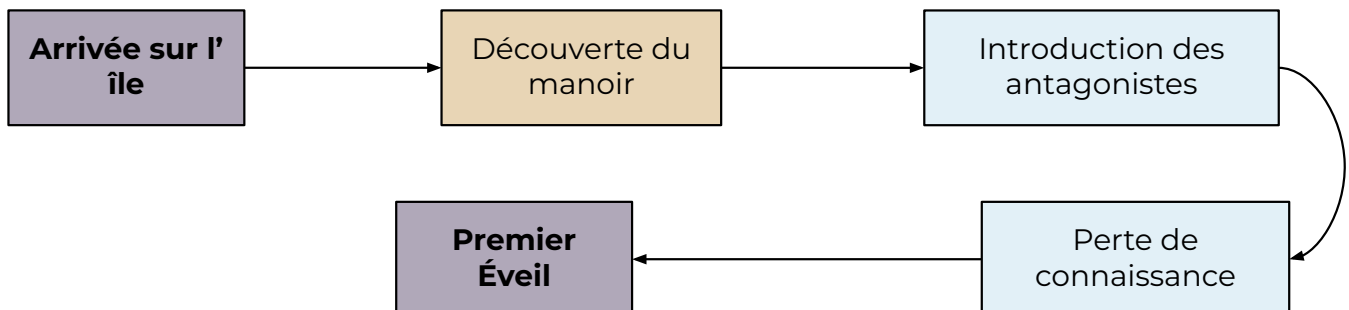 Arrivée sur l’
île
Découverte du
manoir
Introduction des
antagonistes
Perte de
connaissance
Premier
Éveil